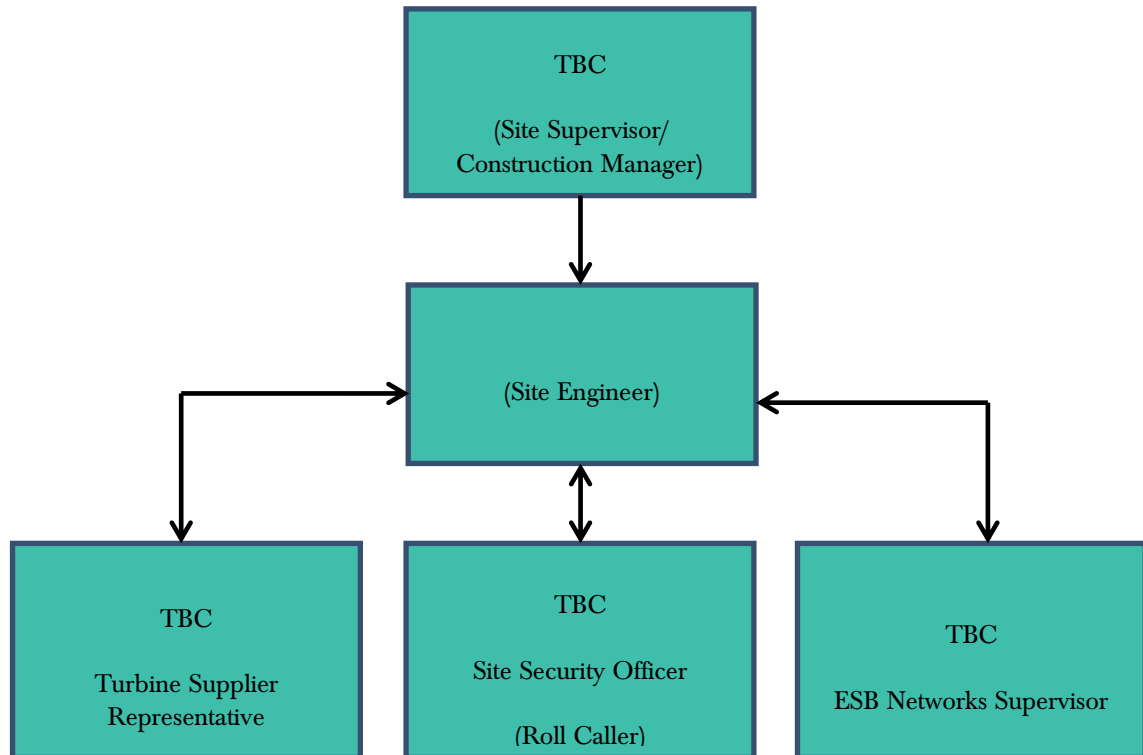 TBC
(Site Supervisor/
Construction Manager)
(Site Engineer)
TBC
Turbine Supplier
Representative
TBC
Site Security Officer
(Roll Caller)
TBC
ESB Networks Supervisor